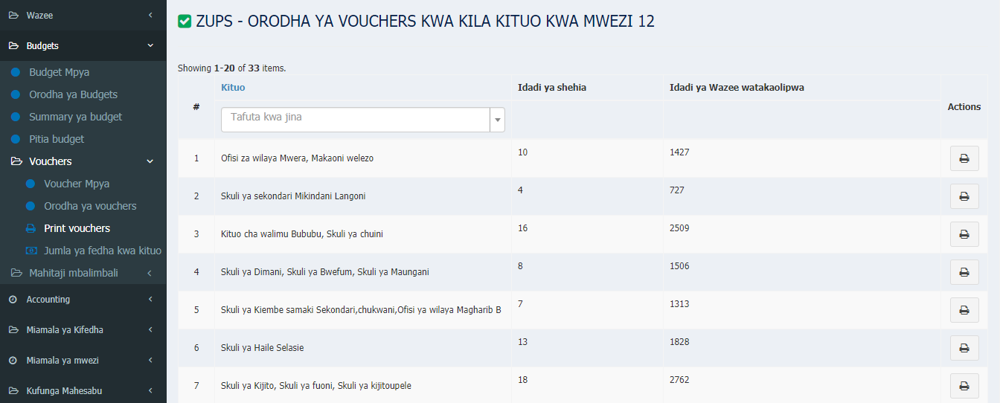 Wazee
Budgets
Budget Mpya
Orodha ya Budgets
Summary ya budget
Pitia budget
Vouchers
Voucher Mpya
Orodha ya vouchers
Print vouchers
Jumla ya fedha kwa kituo
Mahitaji mbalimbali
Accounting
Miamala ya Kifedha
Miamala ya mwezi
Kufunga Mahesabu
ZUPS - ORODHA YA VOUCHERS KWA KILA KITUO KWA MWEZI 12
Showing 1-20 of 33 items.
# Kituo Idadi ya shehia Idadi ya Wazee watakaolipwa Actions
Tafuta kwa jina
1 Ofisi za wilaya Mwera, Makaoni welezo 10 1427
2 Skuli ya sekondari Mikindani Langoni 4 727
3 Kituo cha walimu Bububu, Skuli ya chuini 16 2509
4 Skuli ya Dimani, Skuli ya Bwefum, Skuli ya Maungani 8 1506
5 Skuli ya Kiembe samaki Sekondari,chukwani,Ofisi ya wilaya Magharib B 7 1313
6 Skuli ya Haile Selasie 13 1828
7 Skuli ya Kijito, Skuli ya fuoni, Skuli ya kijitoupele 18 2762